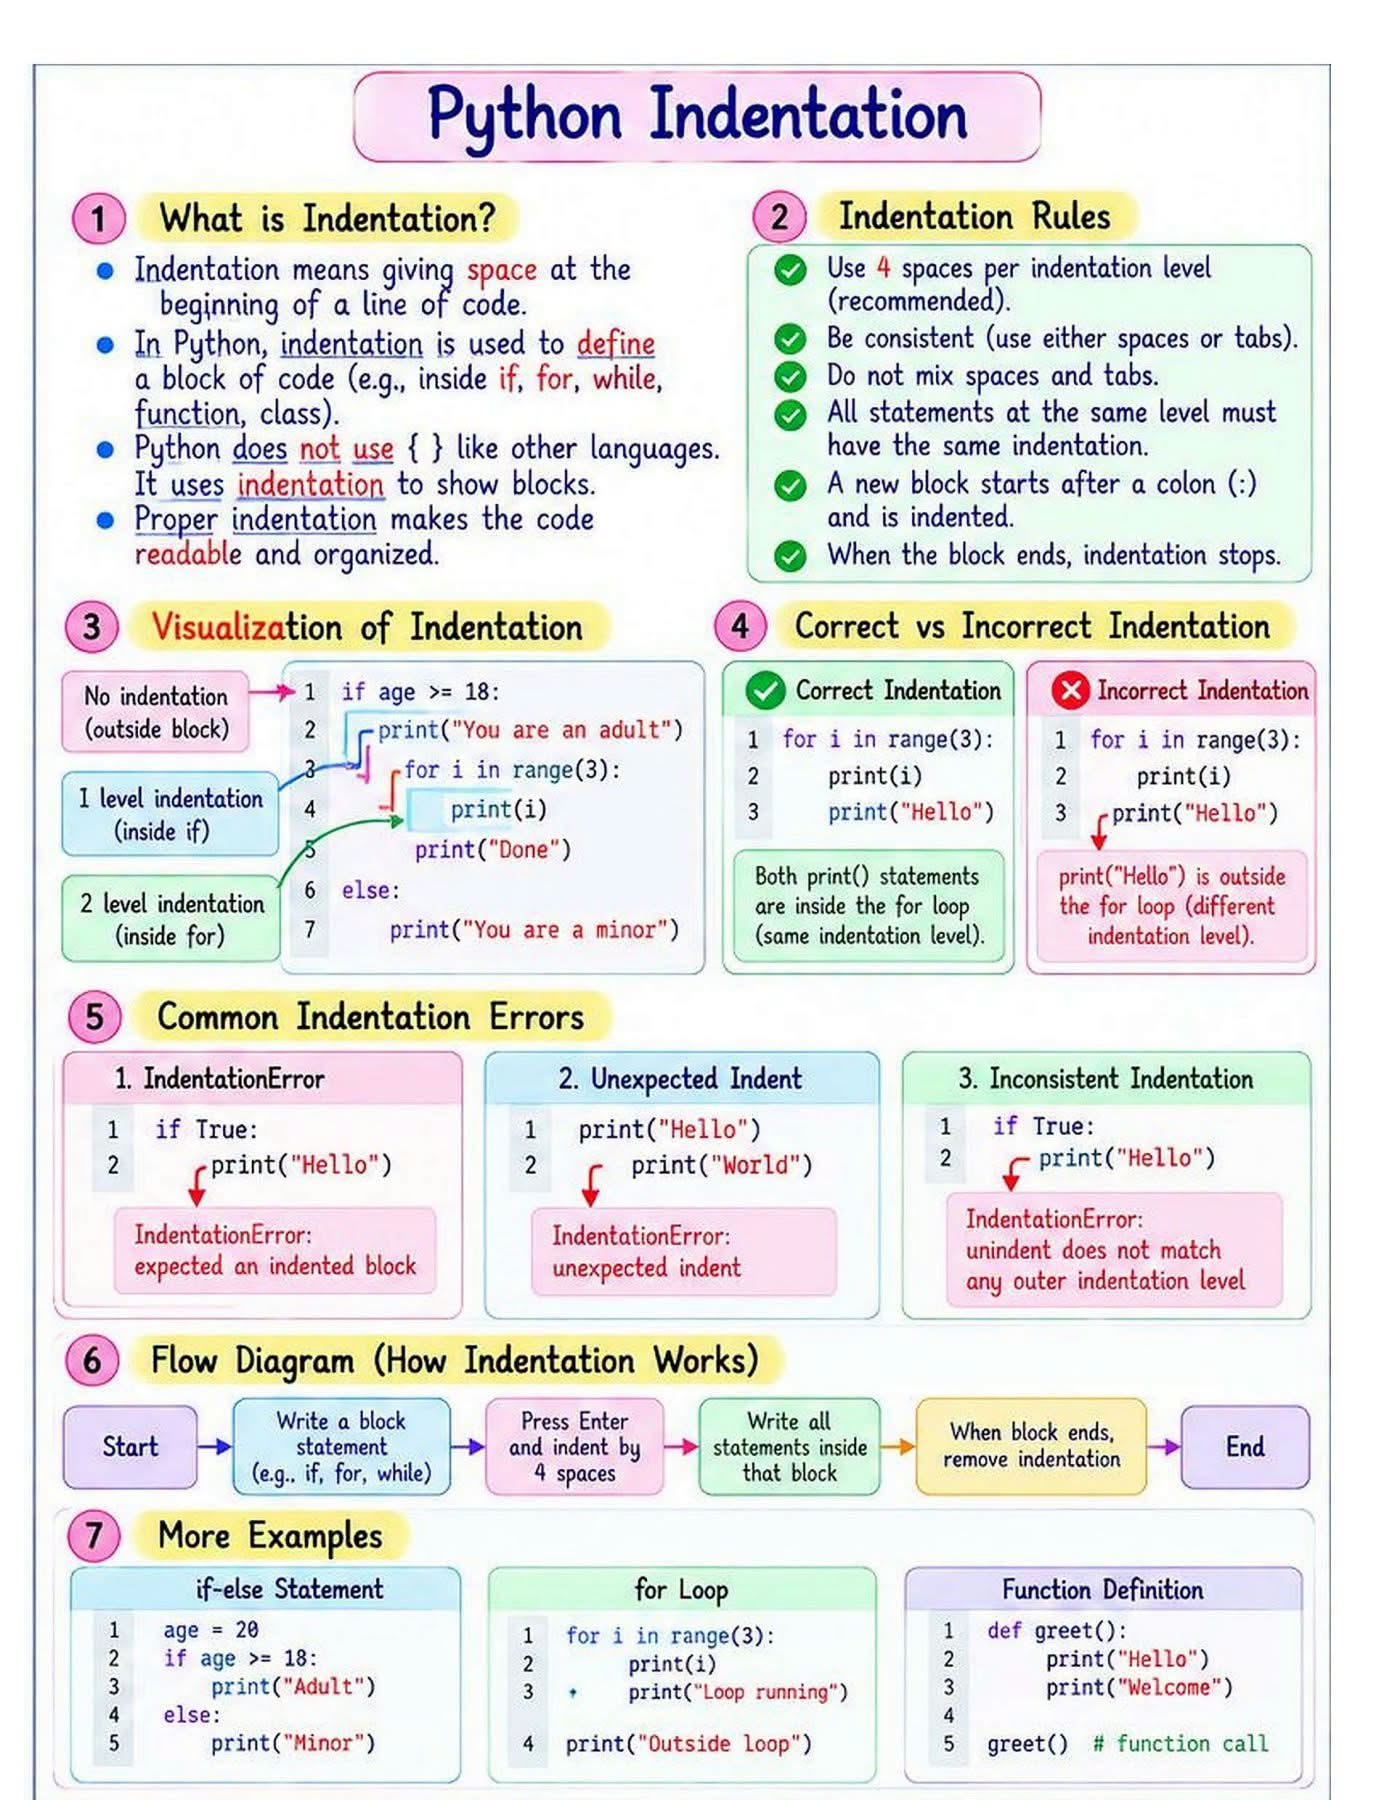 Python Indentation
1 What is Indentation?
Indentation means giving space at the
beginning of a line of code.
In Python, indentation is used to define
a block of code (e.g., inside if, for, while,
function, class).
Python does not use { } like other languages.
It uses indentation to show blocks.
Proper indentation makes the code
readable and organized.
2 Indentation Rules
Use 4 spaces per indentation level
(recommended).
Be consistent (use either spaces or tabs).
Do not mix spaces and tabs.
All statements at the same level must
have the same indentation.
A new block starts after a colon (:)
and is indented.
When the block ends, indentation stops.
3 Visualization of Indentation
No indentation
(outside block)
1 level indentation
(inside if)
2 level indentation
(inside for)
1 if age >= 18:
2 print("You are an adult")
3 for i in range(3):
4 print(i)
5 print("Done")
6 else:
7 print("You are a minor")
4 Correct vs Incorrect Indentation
Correct Indentation
1 for i in range(3):
2 print(i)
3 print("Hello")
Both print() statements
are inside the for loop
(same indentation level).
Incorrect Indentation
1 for i in range(3):
2 print(i)
3 print("Hello")
print("Hello") is outside
the for loop (different
indentation level).
5 Common Indentation Errors
1. IndentationError
1 if True:
2 print("Hello")
IndentationError:
expected an indented block
2. Unexpected Indent
1 print("Hello")
2 print("World")
IndentationError:
unexpected indent
3. Inconsistent Indentation
1 if True:
2 print("Hello")
IndentationError:
unindent does not match
any outer indentation level
6 Flow Diagram (How Indentation Works)
Start
Write a block
statement
(e.g., if, for, while)
Press Enter
and indent by
4 spaces
Write all
statements inside
that block
When block ends,
remove indentation
End
7 More Examples
if-else Statement
1 age = 20
2 if age >= 18:
3 print("Adult")
4 else:
5 print("Minor")
for Loop
1 for i in range(3):
2 print(i)
3 print("Loop running")
4 print("Outside loop")
Function Definition
1 def greet():
2 print("Hello")
3 print("Welcome")
4
5 greet() # function call